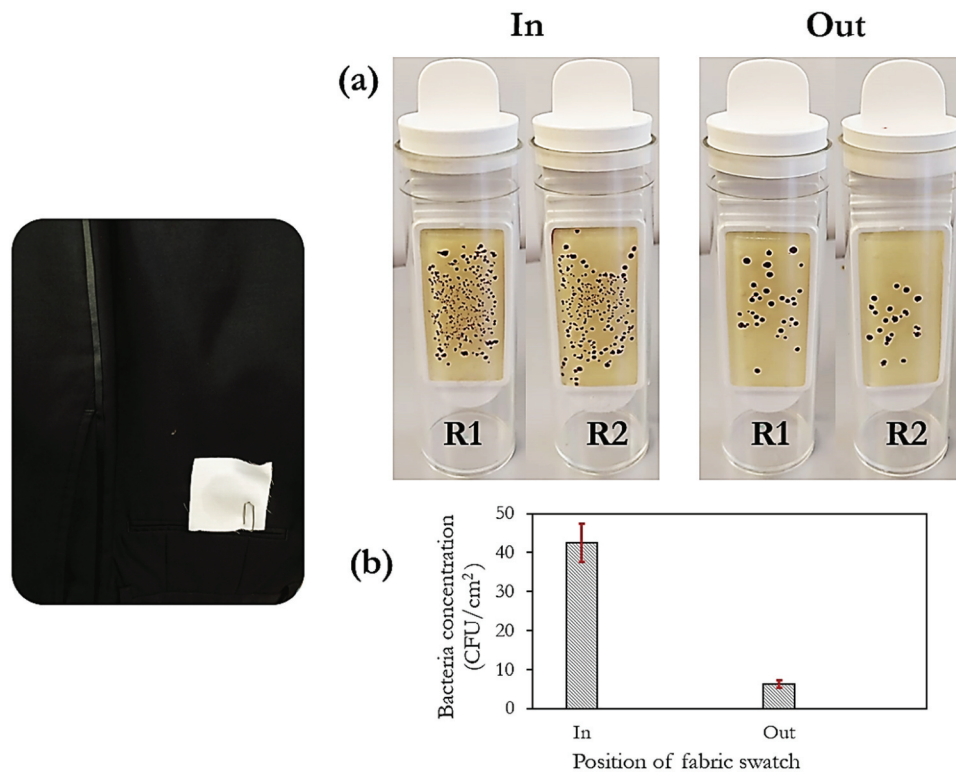 In
Out
(a)
R1
R2
R1
R2
(b)
Bacteria concentration
(CFU/cm²)
50
40
30
20
10
0
In
Out
Position of fabric swatch